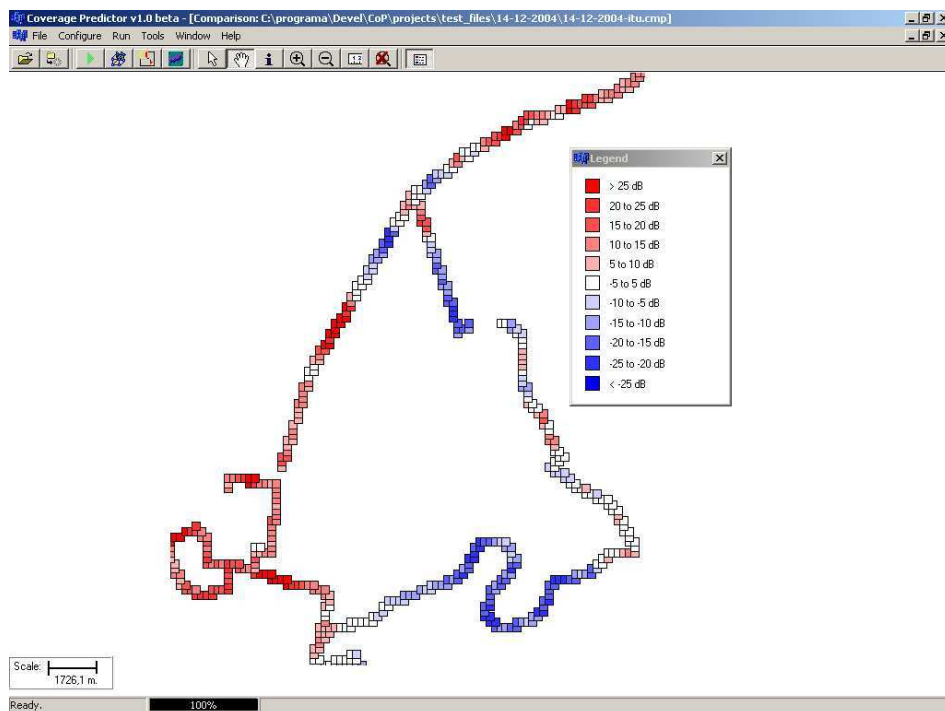 Coverage Predictor v1.0 beta - [Comparison: C:\programa\Devel\CoP\projects\test_files\14-12-2004\14-12-2004-itu.cmp]
File Configure Run Tools Window Help
Legend
> 25 dB
20 to 25 dB
15 to 20 dB
10 to 15 dB
5 to 10 dB
-5 to 5 dB
-10 to -5 dB
-15 to -10 dB
-20 to -15 dB
-25 to -20 dB
< -25 dB
Scale:
1726,1 m.
Ready. 100%